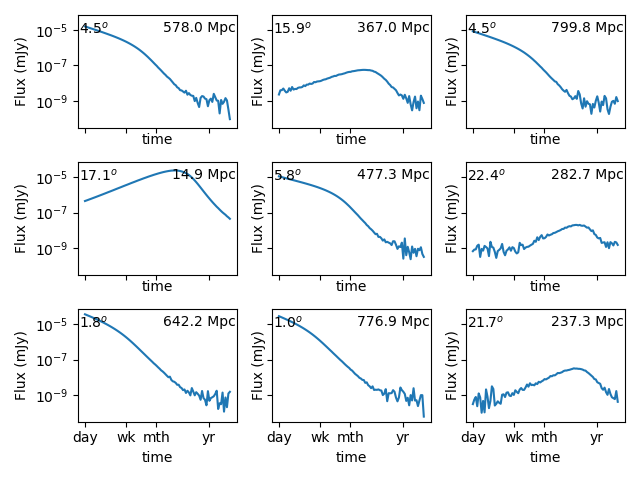 4.5° 578.0 Mpc 15.9° 367.0 Mpc 4.5° 799.8 Mpc
10⁻⁵
10⁻⁷
10⁻⁹
Flux (mJy) Flux (mJy) Flux (mJy)
time time time
17.1° 14.9 Mpc 5.8° 477.3 Mpc 22.4° 282.7 Mpc
10⁻⁵
10⁻⁷
10⁻⁹
Flux (mJy) Flux (mJy) Flux (mJy)
time time time
1.8° 642.2 Mpc 1.0° 776.9 Mpc 21.7° 237.3 Mpc
10⁻⁵
10⁻⁷
10⁻⁹
Flux (mJy) Flux (mJy) Flux (mJy)
day wk mth yr day wk mth yr day wk mth yr
time time time